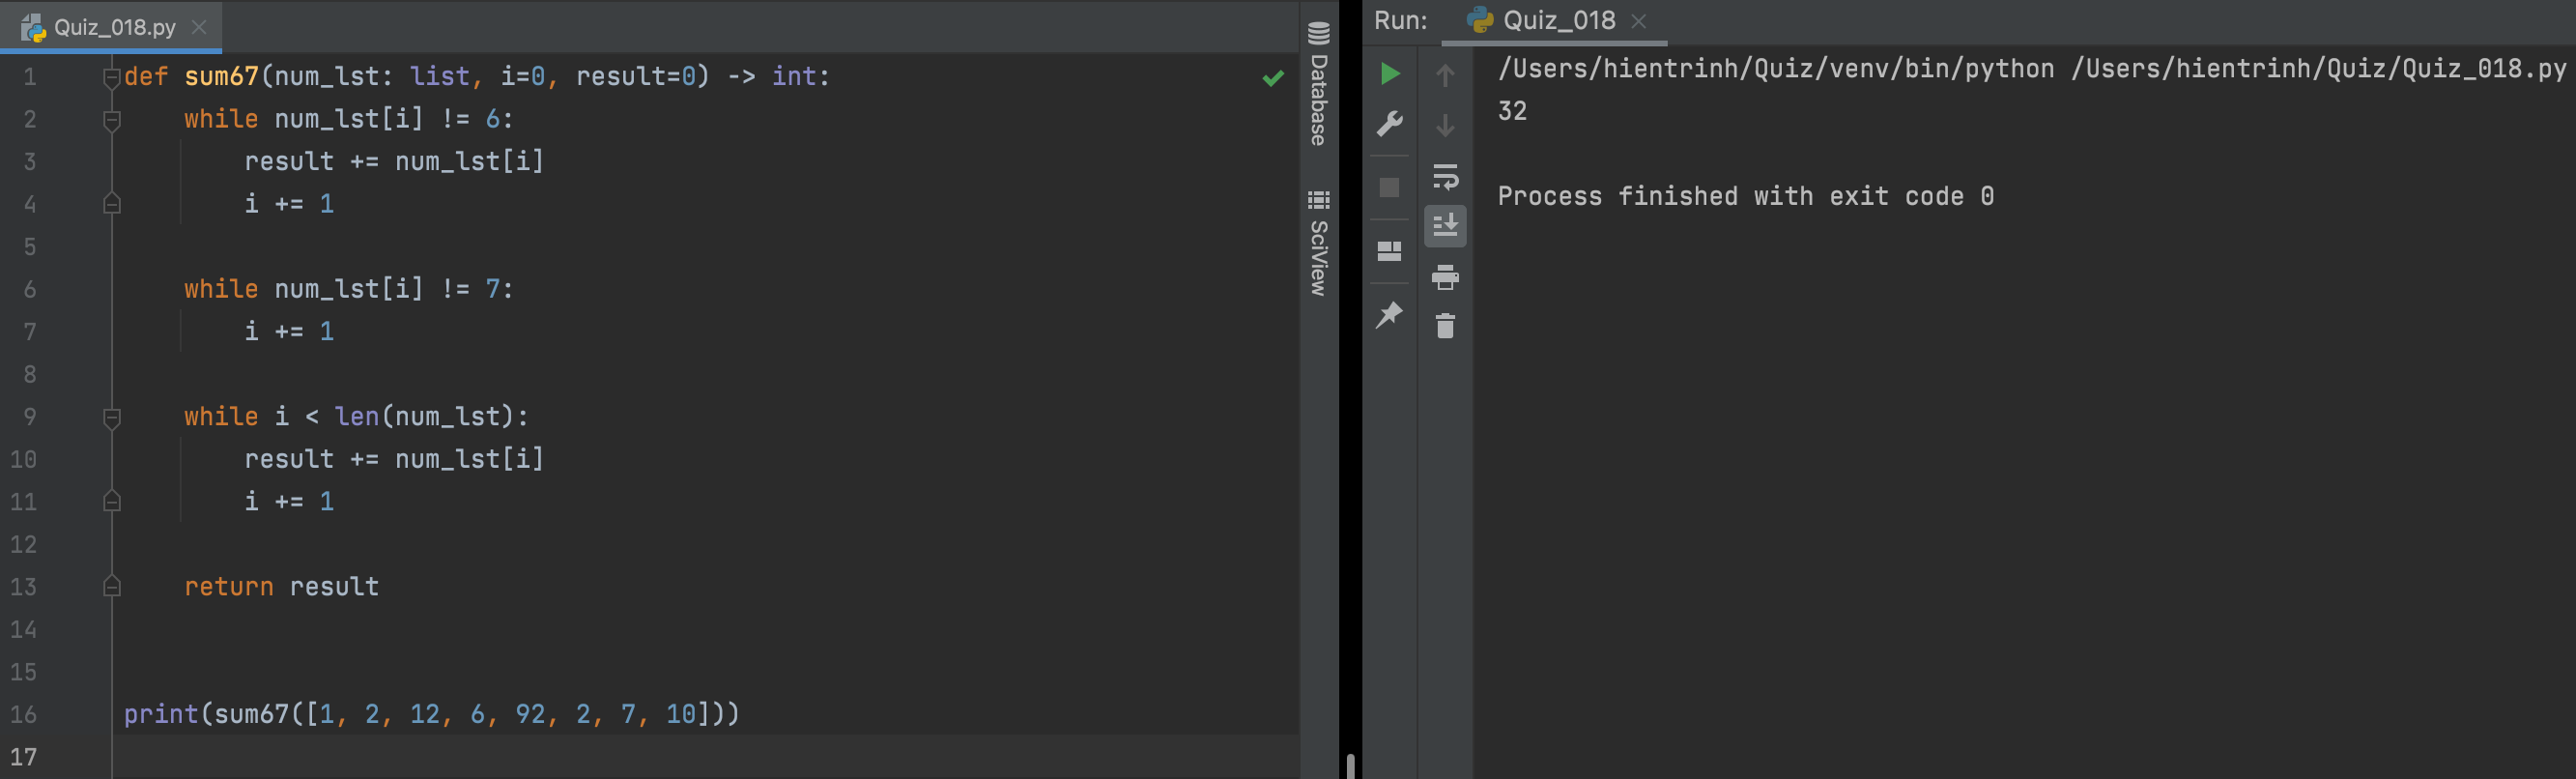 Quiz_018.py
1 def sum67(num_lst: list, i=0, result=0) -> int:
2     while num_lst[i] != 6:
3         result += num_lst[i]
4         i += 1
5
6     while num_lst[i] != 7:
7         i += 1
8
9     while i < len(num_lst):
10         result += num_lst[i]
11         i += 1
12
13     return result
14
15
16 print(sum67([1, 2, 12, 6, 92, 2, 7, 10]))
17
Database
SciView
Run: Quiz_018
/Users/hientrinh/Quiz/venv/bin/python /Users/hientrinh/Quiz/Quiz_018.py
32
Process finished with exit code 0